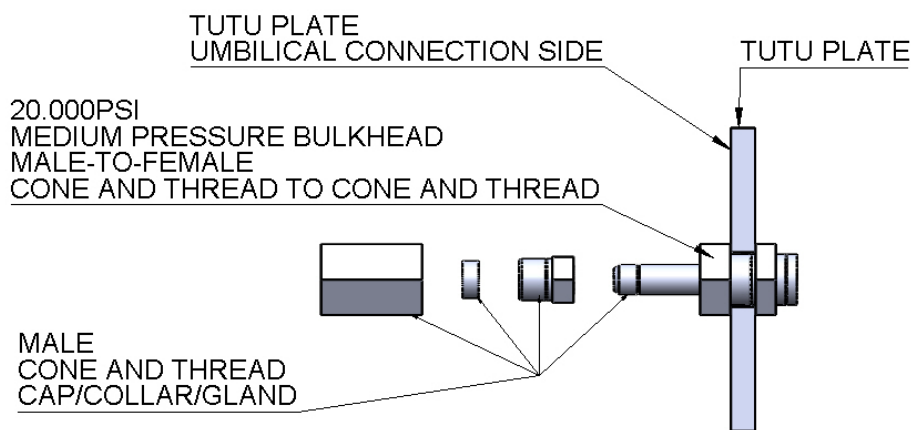 TUTU PLATE
UMBILICAL CONNECTION SIDE
TUTU PLATE
20.000PSI
MEDIUM PRESSURE BULKHEAD
MALE-TO-FEMALE
CONE AND THREAD TO CONE AND THREAD
MALE
CONE AND THREAD
CAP/COLLAR/GLAND